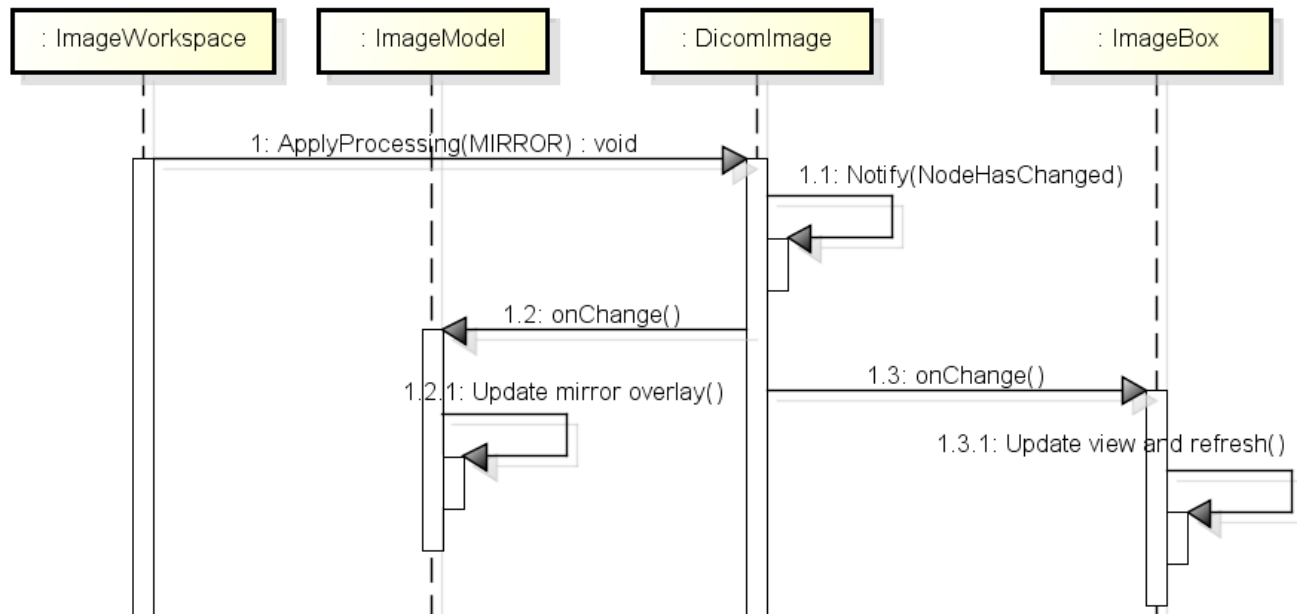 : ImageWorkspace
: ImageModel
: DicomImage
: ImageBox
1: ApplyProcessing(MIRROR) : void
1.1: Notify(NodeHasChanged)
1.2: onChange()
1.3: onChange()
1.2.1: Update mirror overlay()
1.3.1: Update view and refresh()